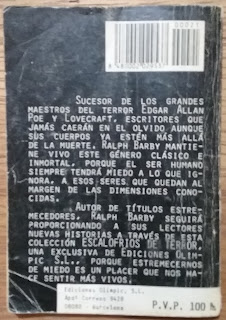 00021
SUCESOR DE LOS GRANDES
MAESTROS DEL TERROR EDGAR ALLAN
POE Y LOVECRAFT, ESCRITORES QUE
JAMÁS CAERÁN EN EL OLVIDO AUNQUE
SUS CUERPOS YA ESTÉN MÁS ALLÁ
DE LA MUERTE, RALPH BARBY MANTIE-
NE VIVO ESTE GÉNERO CLÁSICO E
INMORTAL, PORQUE EL SER HUMANO
SIEMPRE TENDRÁ MIEDO A LO QUE IG-
NORA, A ESOS SERES QUE QUEDAN AL
MARGEN DE LAS DIMENSIONES CONO-
CIDAS.
AUTOR DE TÍTULOS ESTRE-
MECEDORES, RALPH BARBY SEGUIRÁ
PROPORCIONANDO A SUS LECTORES
NUEVAS HISTORIAS A TRAVÉS DE ESTA
COLECCIÓN ESCALOFRÍOS DE TERROR,
UNA EXCLUSIVA DE EDICIONES OLIM-
PIC S.L., PORQUE ESTREMECERNOS
DE MIEDO ES UN PLACER QUE NOS HA-
CE SENTIR MÁS VIVOS.
Ediciones Olimpic, S.L.
Apdº Correos 9428
08080 Barcelona
P.V.P. 100